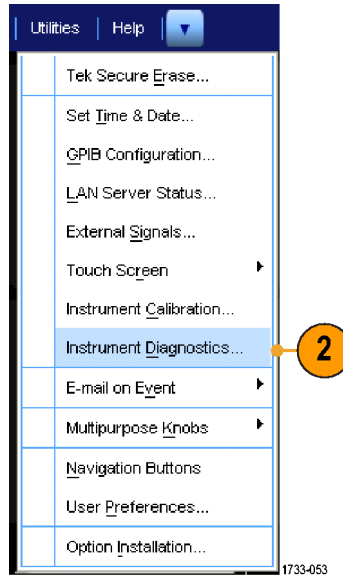 Utilities | Help |
Tek Secure Erase...
Set Time & Date...
GPIB Configuration...
LAN Server Status...
External Signals...
Touch Screen
Instrument Calibration...
Instrument Diagnostics...
2
E-mail on Event
Multipurpose Knobs
Navigation Buttons
User Preferences...
Option Installation...
1733-053